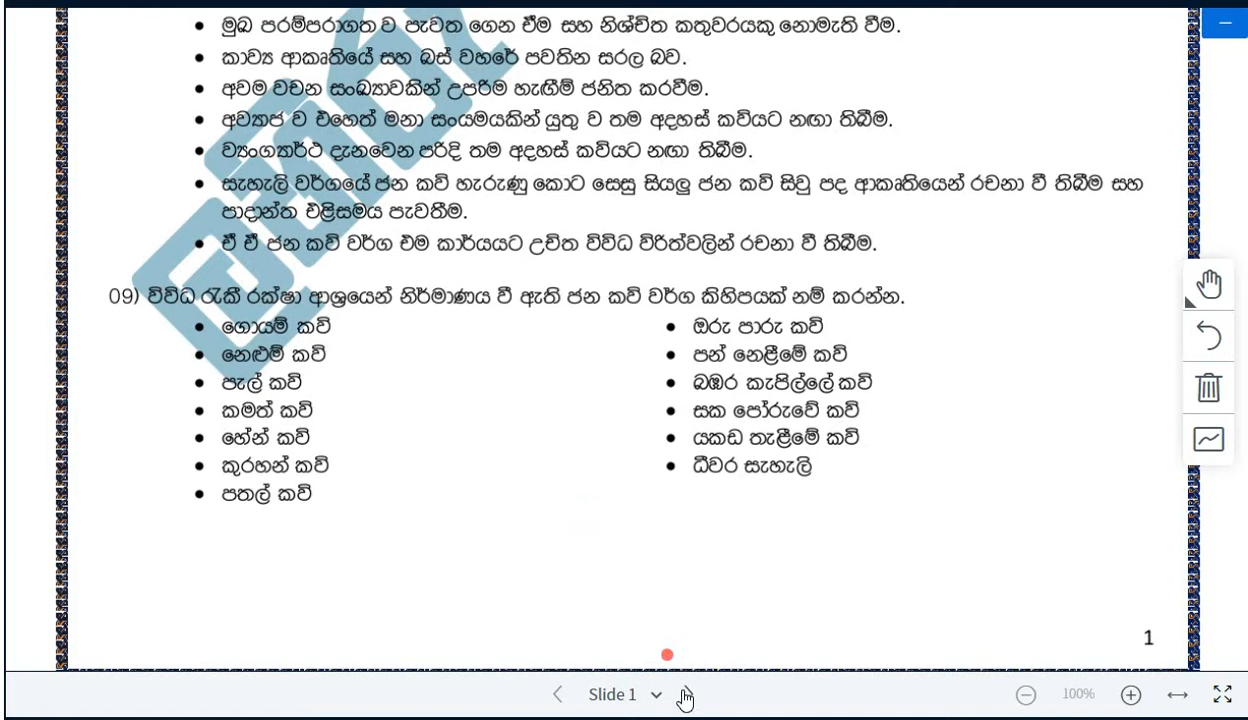 • මුඛ පරම්පරාගත ව පැවත ගෙන ඒම සහ නිශ්චිත කතුවරයකු නොමැති වීම.
• කාව්‍ය ආකෘතියේ සහ බස් වහරේ පවතින සරල බව.
• අවම වචන සංඛ්‍යාවකින් උපරිම හැඟීම් ජනිත කරවීම.
• අව්‍යාජ ව එහෙත් මනා සංයමයකින් යුතු ව තම අදහස් කවියට නඟා තිබීම.
• ව්‍යංග්‍යාර්ථ දැනවෙන පරිදි තම අදහස් කවියට නඟා තිබීම.
• සැහැලි වර්ගයේ ජන කවි හැරුණු කොට සෙසු සියලු ජන කවි සිවු පද ආකෘතියෙන් රචනා වී තිබීම සහ
පාදාන්ත එළිසමය පැවතීම.
• ඒ ඒ ජන කවි වර්ග එම කාර්යයට උචිත විවිධ විරිත්වලින් රචනා වී තිබීම.
09) විවිධ රැකී රක්ෂා ආශ්‍රයෙන් නිර්මාණය වී ඇති ජන කවි වර්ග කිහිපයක් නම් කරන්න.
• ගොයම් කවි
• නෙළුම් කවි
• පැල් කවි
• කමත් කවි
• හේන් කවි
• කුරහන් කවි
• පතල් කවි
• ඔරු පාරු කවි
• පන් නෙළීමේ කවි
• බඹර කැපිල්ලේ කවි
• සක පෝරුවේ කවි
• යකඩ තැළීමේ කවි
• ධීවර සැහැලි
1
Slide 1
100%